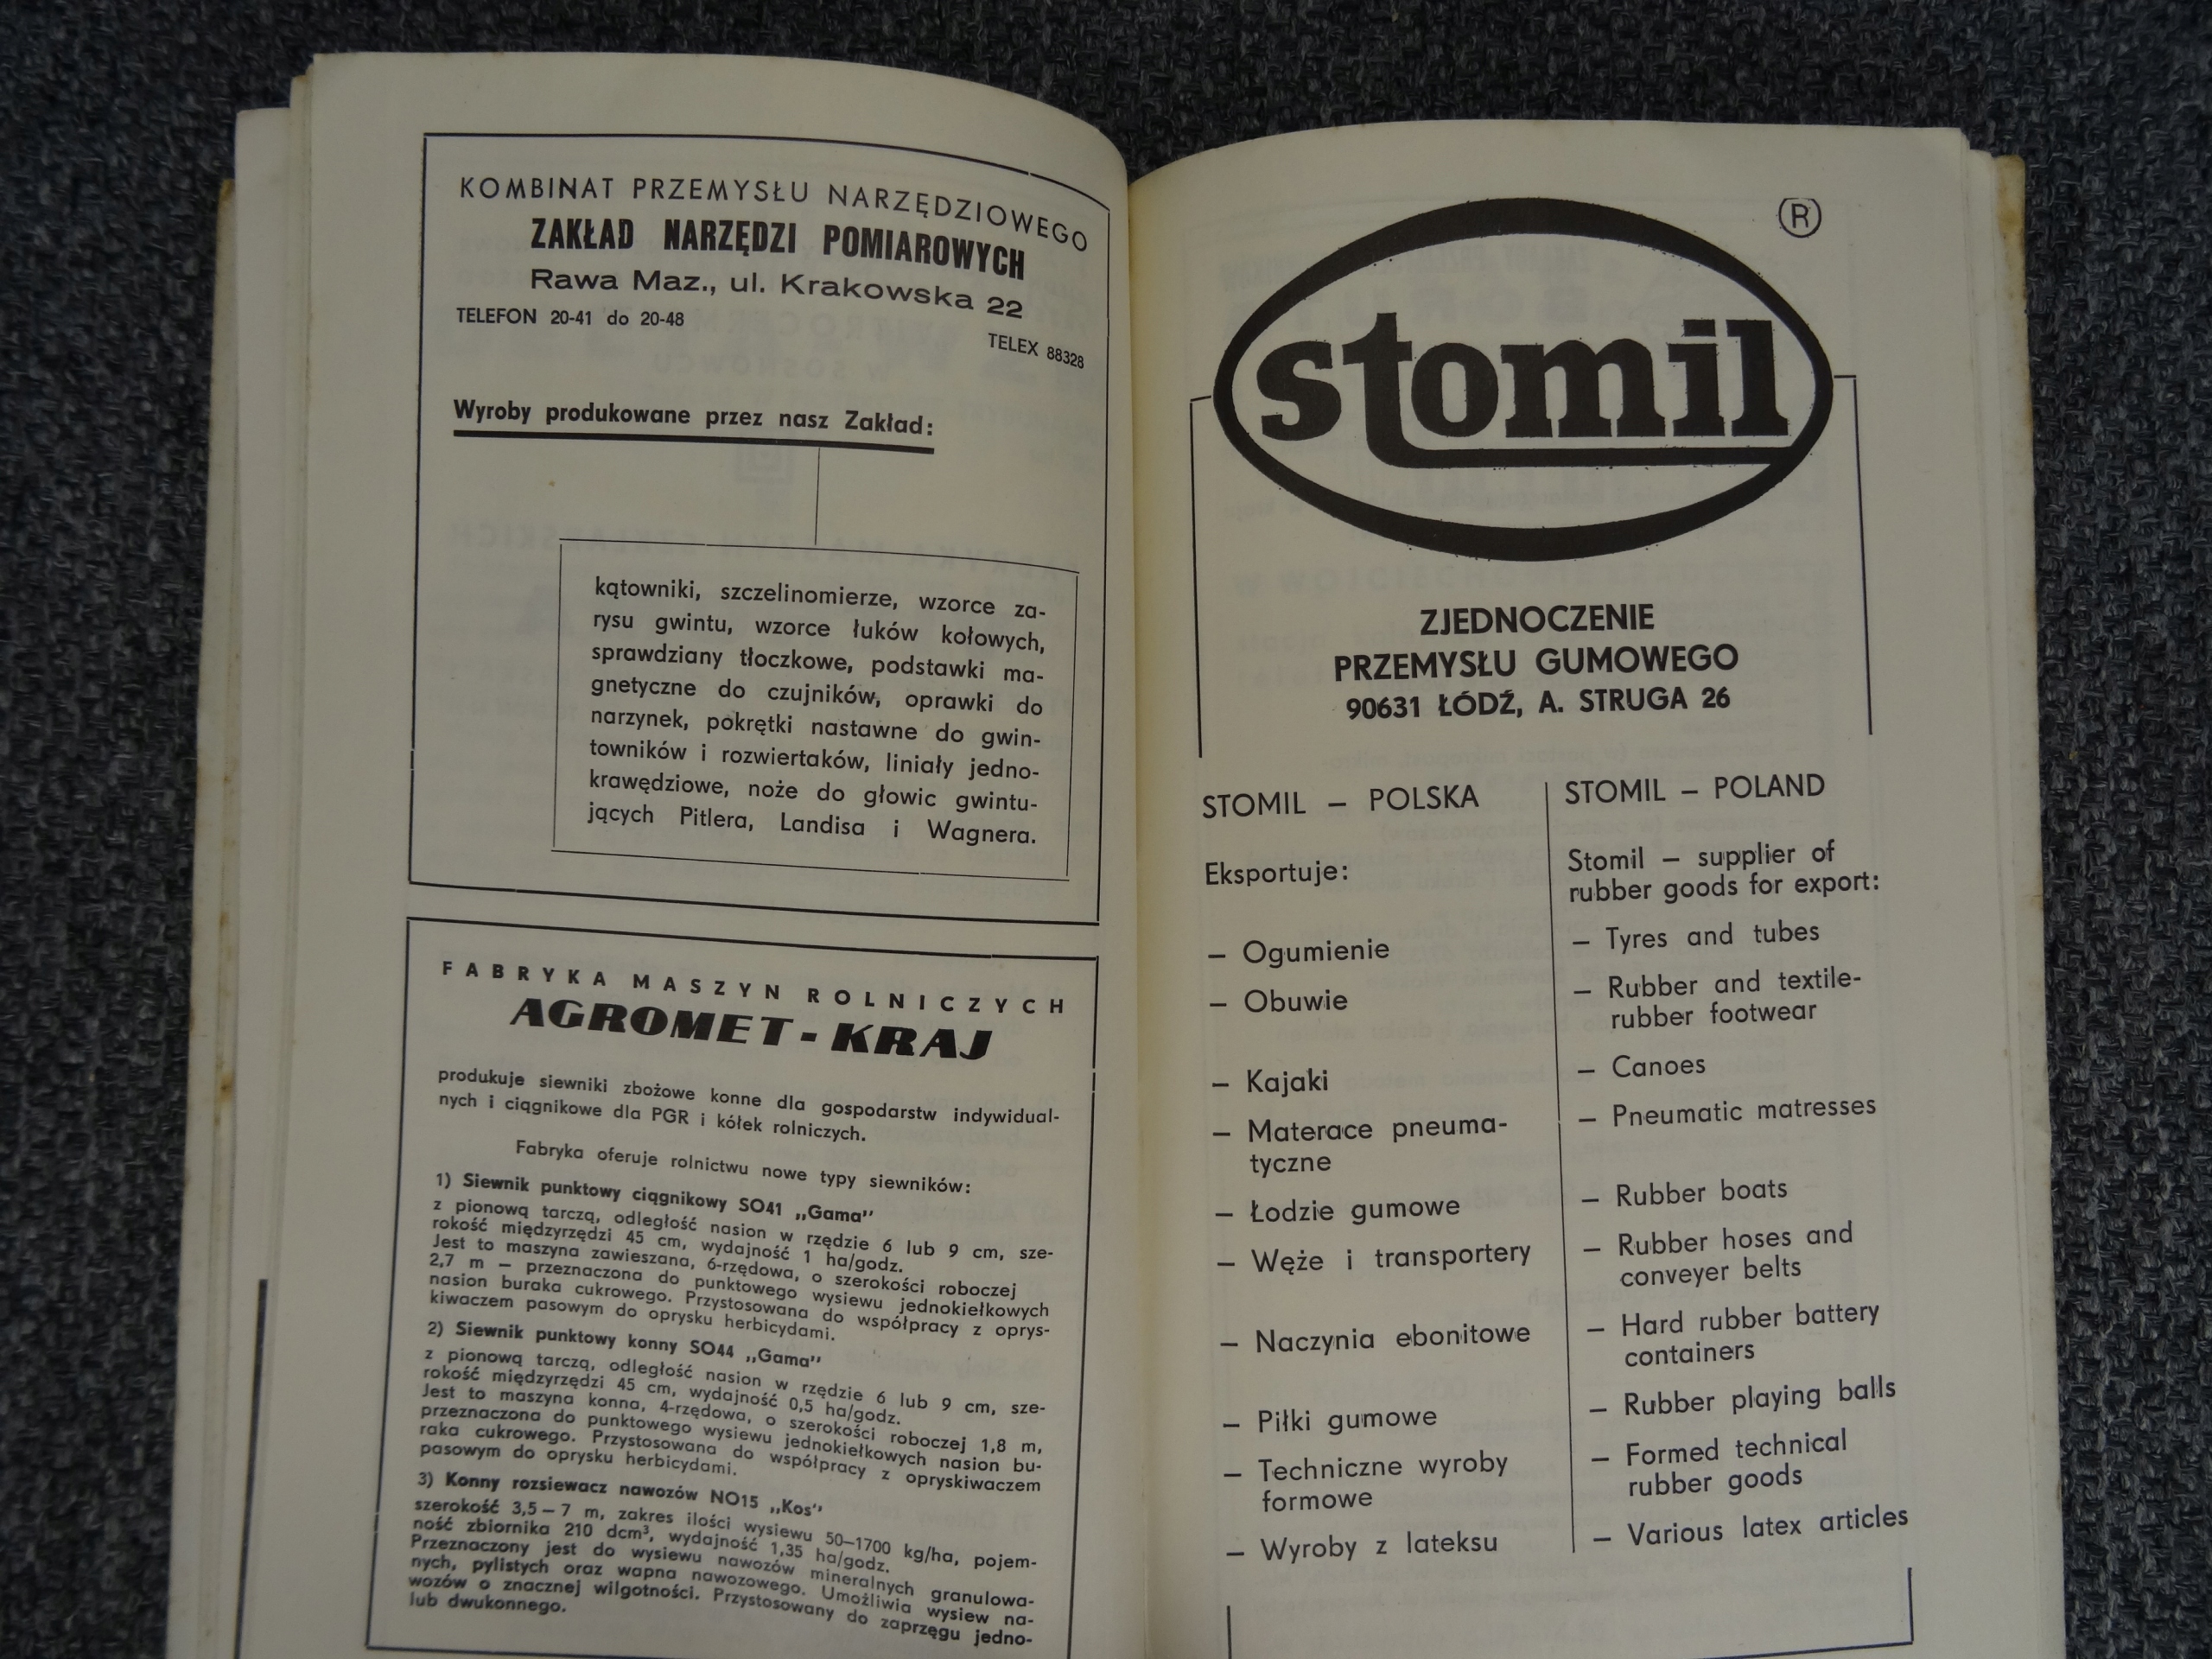 KOMBINAT PRZEMYSŁU NARZĘDZIOWEGO
ZAKŁAD NARZĘDZI POMIAROWYCH
Rawa Maz., ul. Krakowska 22
TELEFON 20-41 do 20-48
TELEX 88328
Wyroby produkowane przez nasz Zakład:
kątowniki, szczelinomierze, wzorce za-
rysu gwintu, wzorce łuków kołowych,
sprawdziany tłoczkowe, podstawki ma-
gnetyczne do czujników, oprawki do
narzynek, pokrętki nastawne do gwin-
towników i rozwiertaków, liniały jedno-
krawędziowe, noże do głowic gwintu-
jących Pitlera, Landisa i Wagnera.
FABRYKA MASZYN ROLNICZYCH
AGROMET-KRAJ
produkuje siewniki zbożowe konne dla gospodarstw indywidual-
nych i ciągnikowe dla PGR i kółek rolniczych.
Fabryka oferuje rolnictwu nowe typy siewników:
1) Siewnik punktowy ciągnikowy SO41 „Gama”
z pionową tarczą, odległość nasion w rzędzie 6 lub 9 cm, sze-
rokość międzyrzędzi 45 cm, wydajność 1 ha/godz.
Jest to maszyna zawieszana, 6-rzędowa, o szerokości roboczej
2,7 m – przeznaczona do punktowego wysiewu jednokiełkowych
nasion buraka cukrowego. Przystosowana do współpracy z oprys-
kiwaczem pasowym do oprysku herbicydami.
2) Siewnik punktowy konny SO44 „Gama”
z pionową tarczą, odległość nasion w rzędzie 6 lub 9 cm, sze-
rokość międzyrzędzi 45 cm, wydajność 0,5 ha/godz.
Jest to maszyna konna, 4-rzędowa, o szerokości roboczej 1,8 m,
przeznaczona do punktowego wysiewu jednokiełkowych nasion bu-
raka cukrowego. Przystosowana do współpracy z opryskiwaczem
pasowym do oprysku herbicydami.
3) Konny rozsiewacz nawozów NO15 „Kos”
szerokość 3,5 – 7 m, zakres ilości wysiewu 50–1700 kg/ha, pojem-
ność zbiornika 210 dcm³, wydajność 1,35 ha/godz.
Przeznaczony jest do wysiewu nawozów mineralnych granulowa-
nych, pylistych oraz wapna nawozowego. Umożliwia wysiew na-
wozów o znacznej wilgotności. Przystosowany do zaprzęgu jedno-
lub dwukonnego.
®
stomil
ZJEDNOCZENIE
PRZEMYSŁU GUMOWEGO
90631 ŁÓDŹ, A. STRUGA 26
STOMIL – POLSKA
Eksportuje:
– Ogumienie
– Obuwie
– Kajaki
– Materace pneuma-
tyczne
– Łodzie gumowe
– Węże i transportery
– Naczynia ebonitowe
– Piłki gumowe
– Techniczne wyroby
formowe
– Wyroby z lateksu
STOMIL – POLAND
Stomil – supplier of
rubber goods for export:
– Tyres and tubes
– Rubber and textile-
rubber footwear
– Canoes
– Pneumatic matresses
– Rubber boats
– Rubber hoses and
conveyer belts
– Hard rubber battery
containers
– Rubber playing balls
– Formed technical
rubber goods
– Various latex articles